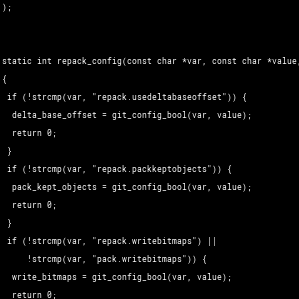 );
static int repack_config(const char *var, const char *value,
{
if (!strcmp(var, "repack.usedeltabaseoffset")) {
delta_base_offset = git_config_bool(var, value);
return 0;
}
if (!strcmp(var, "repack.packkeptobjects")) {
pack_kept_objects = git_config_bool(var, value);
return 0;
}
if (!strcmp(var, "repack.writebitmaps") ||
!strcmp(var, "pack.writebitmaps")) {
write_bitmaps = git_config_bool(var, value);
return 0;